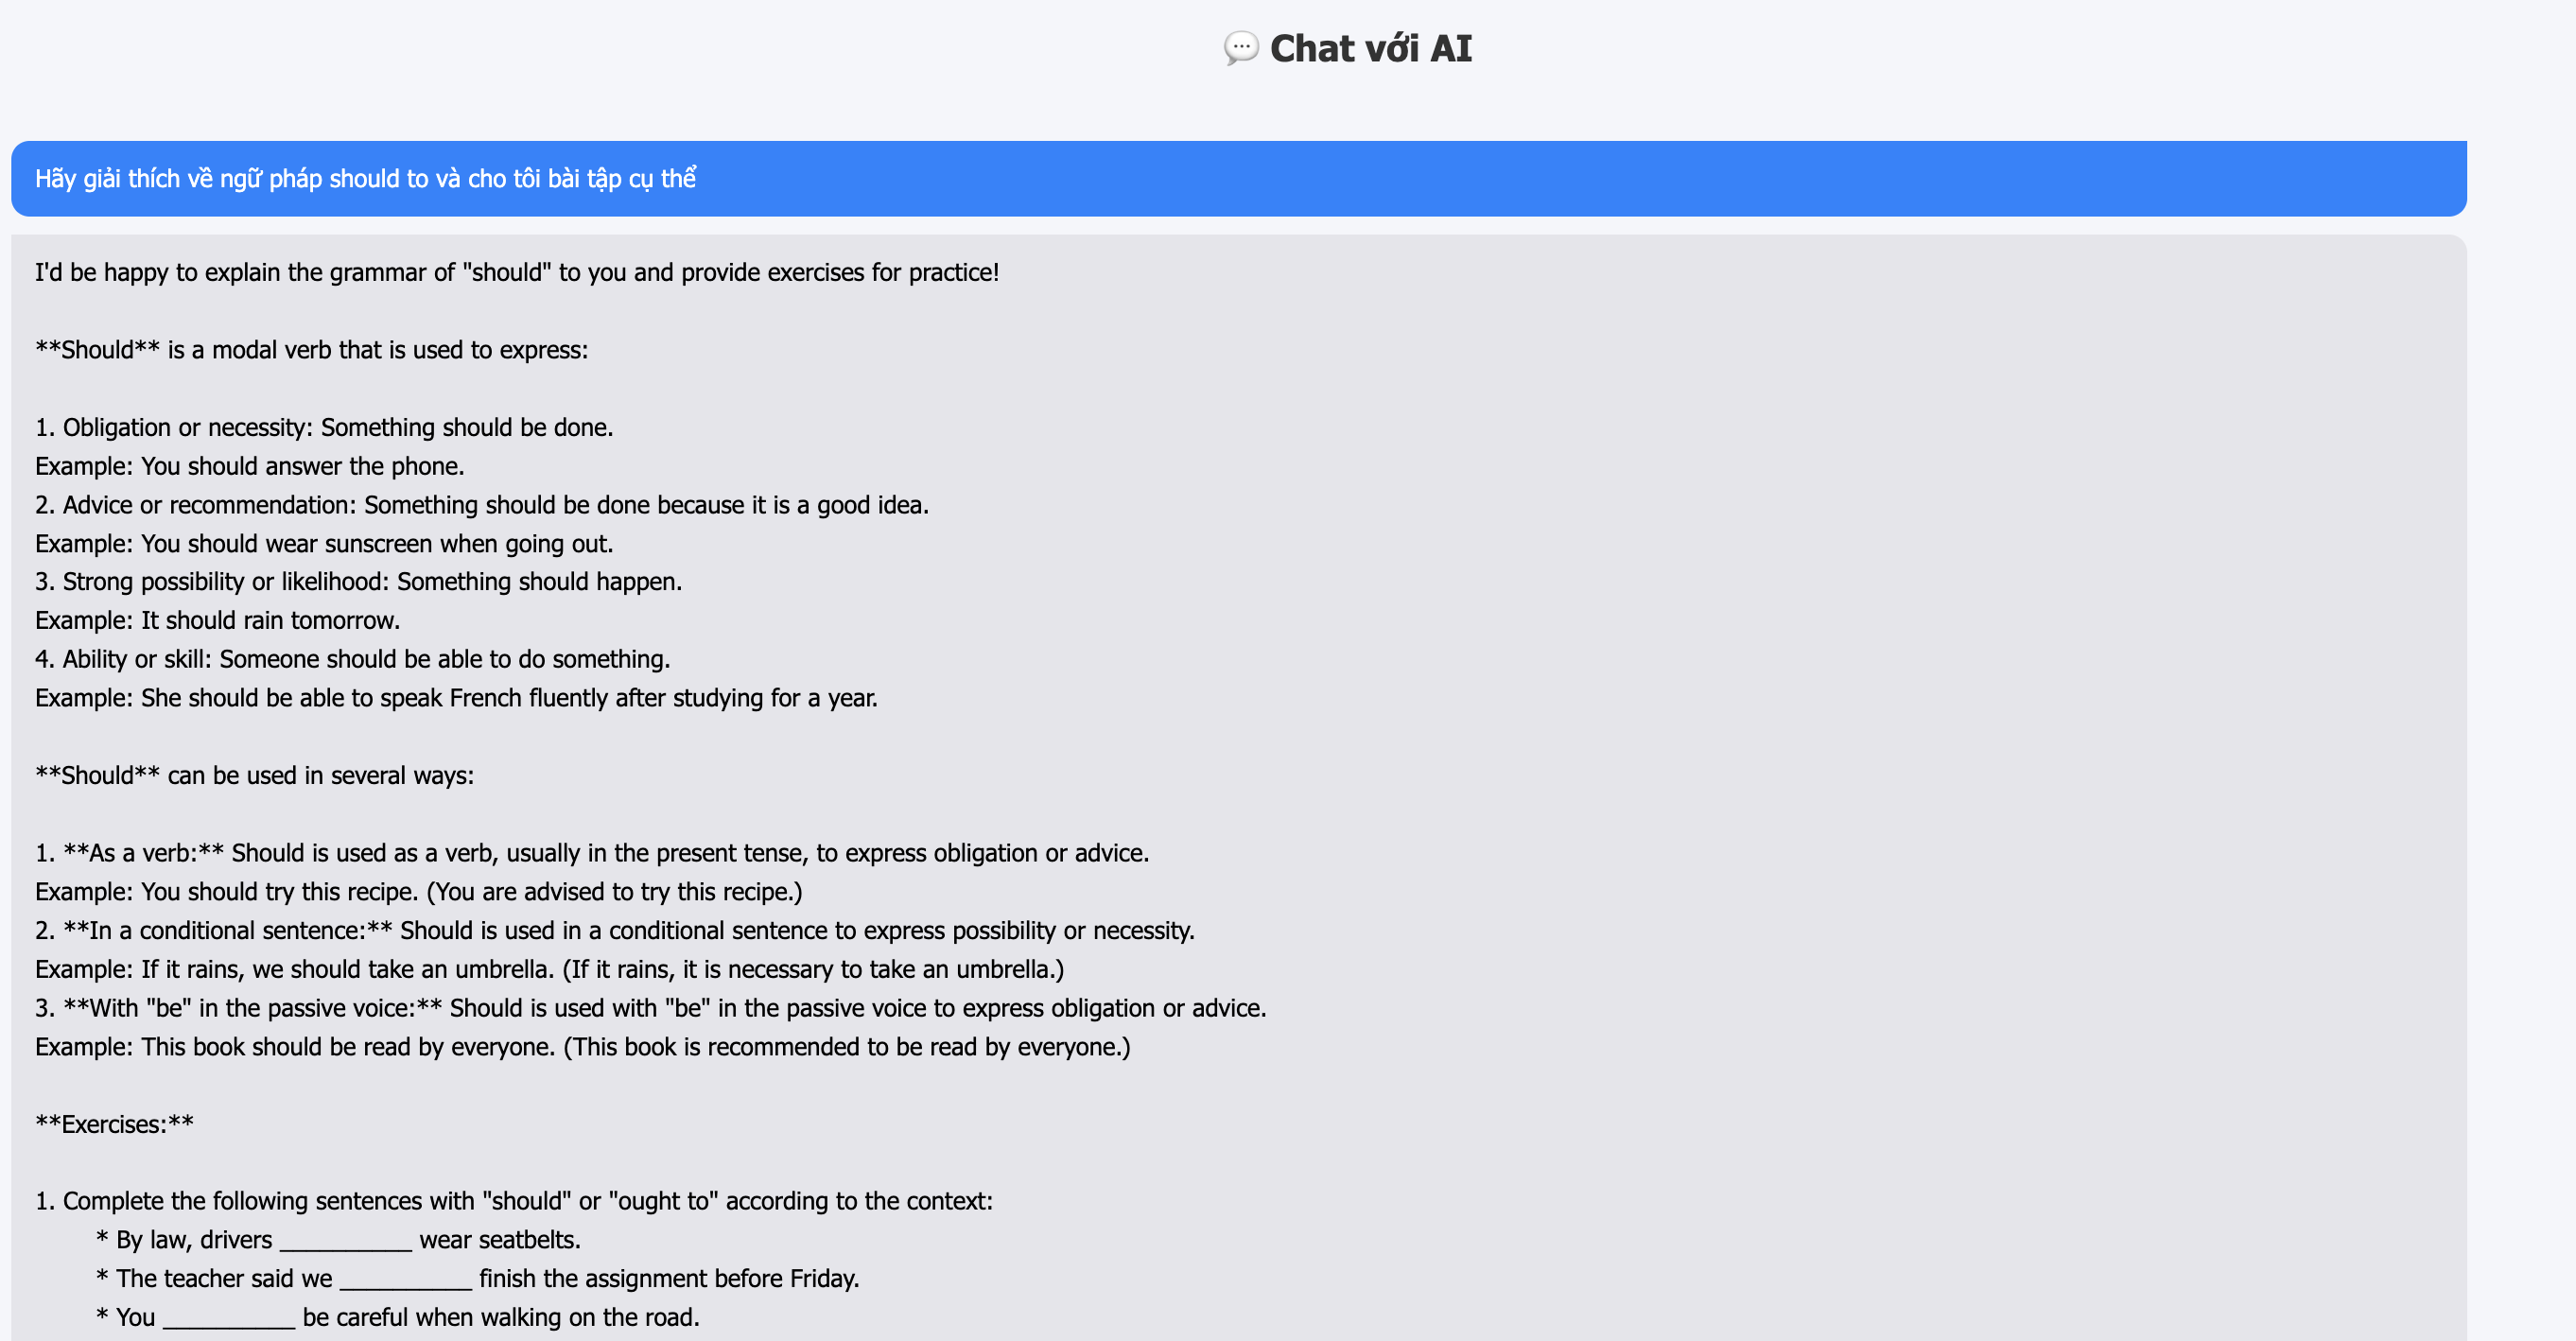 💬 Chat với AI
Hãy giải thích về ngữ pháp should to và cho tôi bài tập cụ thể
I'd be happy to explain the grammar of "should" to you and provide exercises for practice!
**Should** is a modal verb that is used to express:
1. Obligation or necessity: Something should be done.
Example: You should answer the phone.
2. Advice or recommendation: Something should be done because it is a good idea.
Example: You should wear sunscreen when going out.
3. Strong possibility or likelihood: Something should happen.
Example: It should rain tomorrow.
4. Ability or skill: Someone should be able to do something.
Example: She should be able to speak French fluently after studying for a year.
**Should** can be used in several ways:
1. **As a verb:** Should is used as a verb, usually in the present tense, to express obligation or advice.
Example: You should try this recipe. (You are advised to try this recipe.)
2. **In a conditional sentence:** Should is used in a conditional sentence to express possibility or necessity.
Example: If it rains, we should take an umbrella. (If it rains, it is necessary to take an umbrella.)
3. **With "be" in the passive voice:** Should is used with "be" in the passive voice to express obligation or advice.
Example: This book should be read by everyone. (This book is recommended to be read by everyone.)
**Exercises:**
1. Complete the following sentences with "should" or "ought to" according to the context:
* By law, drivers __________ wear seatbelts.
* The teacher said we __________ finish the assignment before Friday.
* You __________ be careful when walking on the road.